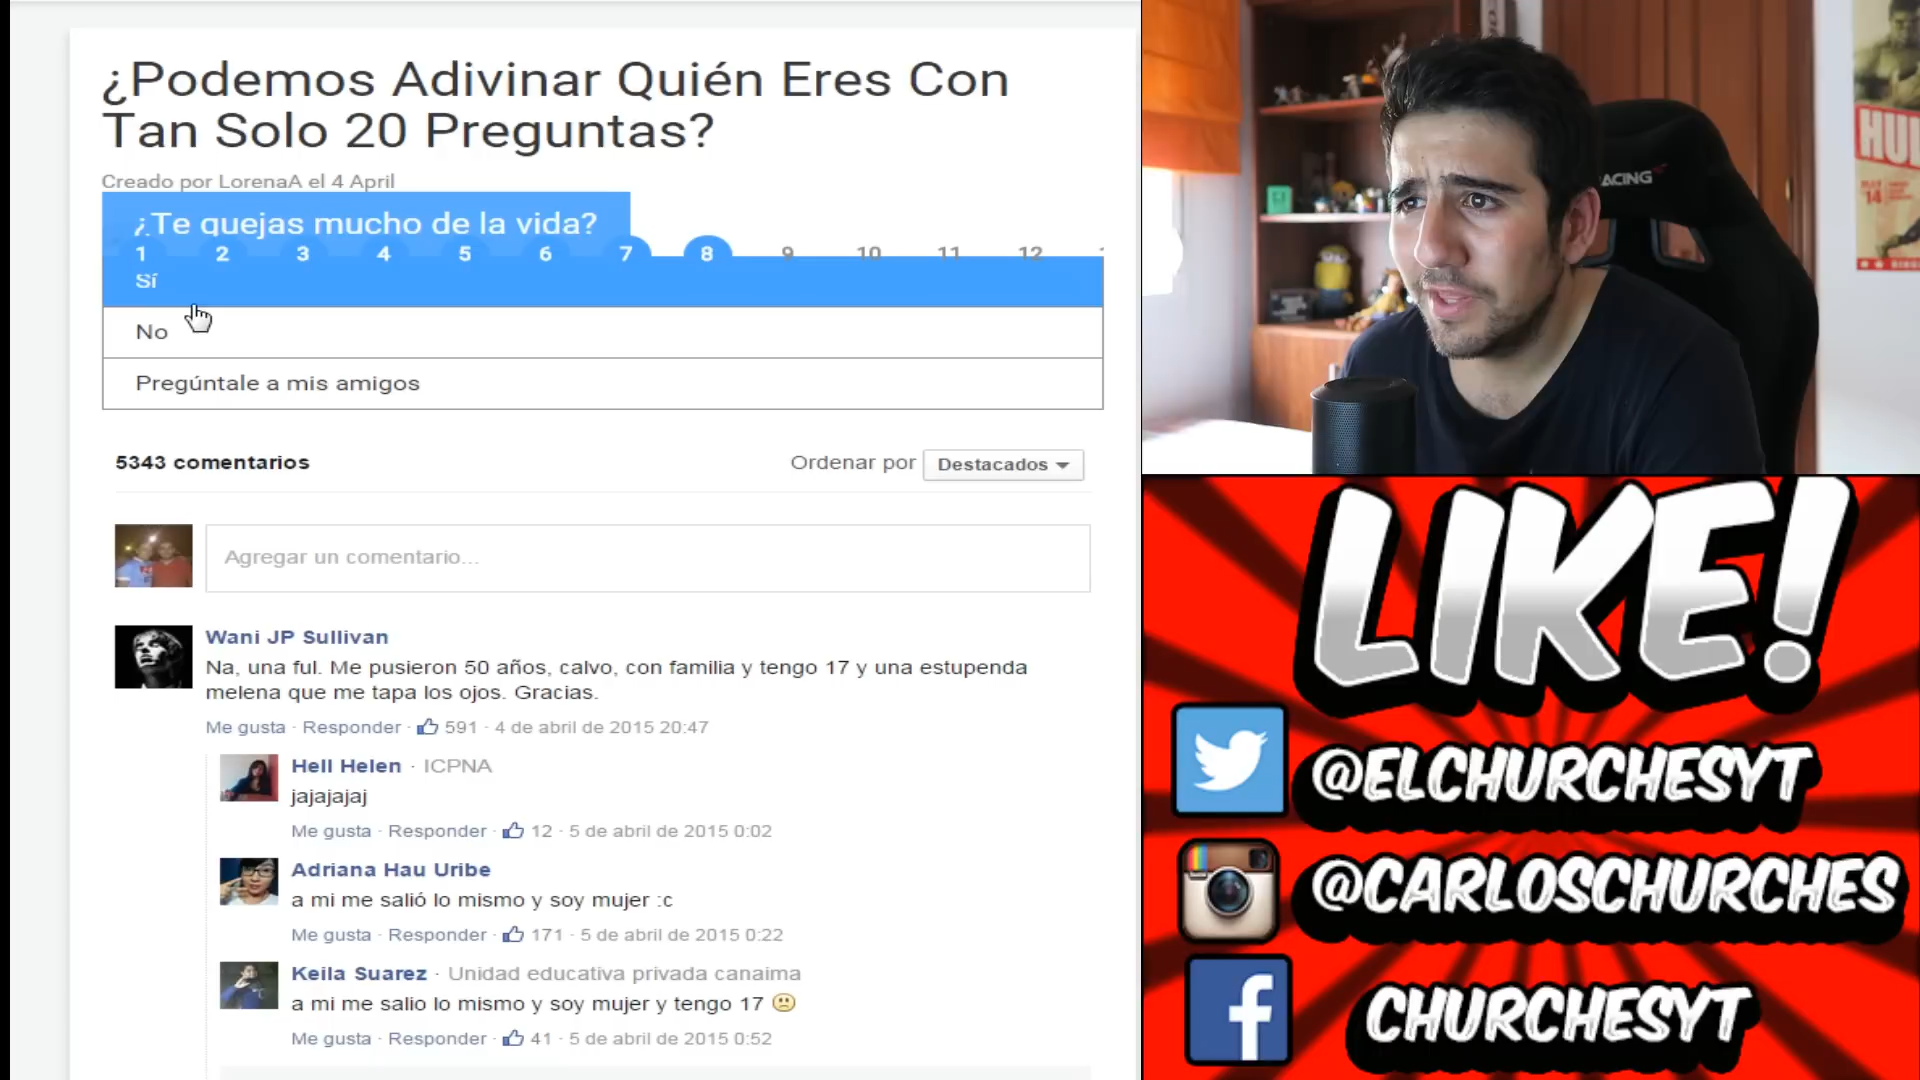 ¿Podemos Adivinar Quién Eres Con
Tan Solo 20 Preguntas?
Creado por LorenaA el 4 April
¿Te quejas mucho de la vida?
1 2 3 4 5 6 7 8 9 10 11 12
Sí
No
Pregúntale a mis amigos
5343 comentarios
Ordenar por Destacados
Agregar un comentario...
Wani JP Sullivan
Na, una ful. Me pusieron 50 años, calvo, con familia y tengo 17 y una estupenda
melena que me tapa los ojos. Gracias.
Me gusta · Responder · 591 · 4 de abril de 2015 20:47
Hell Helen · ICPNA
jajajajaj
Me gusta · Responder · 12 · 5 de abril de 2015 0:02
Adriana Hau Uribe
a mi me salió lo mismo y soy mujer :c
Me gusta · Responder · 171 · 5 de abril de 2015 0:22
Keila Suarez · Unidad educativa privada canaima
a mi me salio lo mismo y soy mujer y tengo 17
Me gusta · Responder · 41 · 5 de abril de 2015 0:52
ACING
HU
'14
LIKE!
@ELCHURCHESYT
@CARLOSCHURCHES
CHURCHESYT